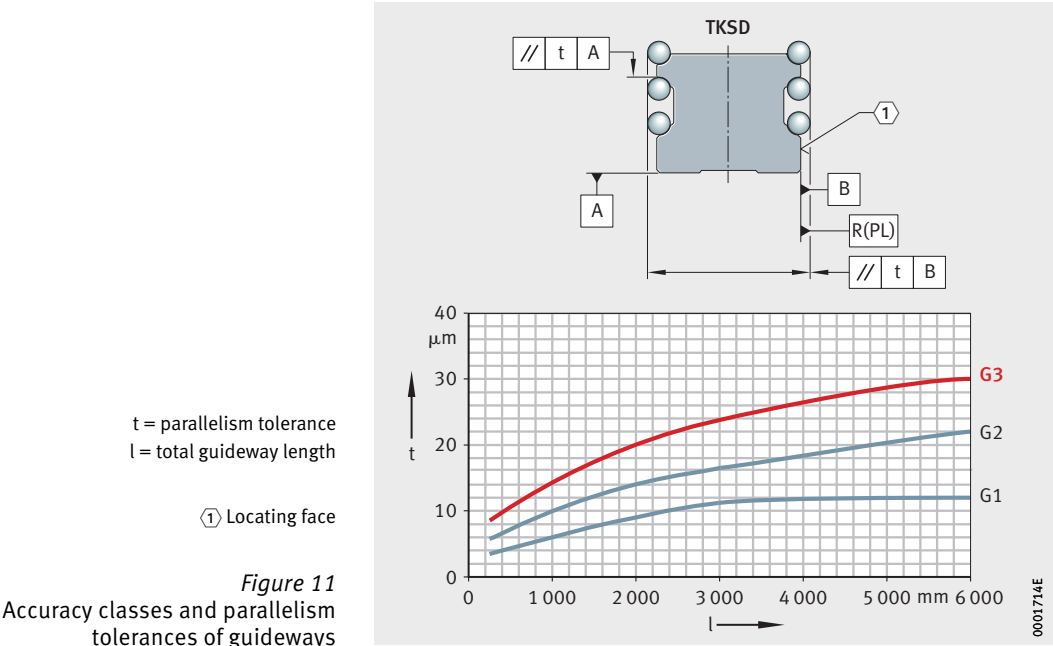 TKSD
// t A
1
A
B
R(PL)
// t B
40
μm
30
20
10
0
t
G3
G2
G1
0 1 000 2 000 3 000 4 000 5 000 mm 6 000
l
t = parallelism tolerance
l = total guideway length
1 Locating face
Figure 11
Accuracy classes and parallelism
tolerances of guideways
0001714E